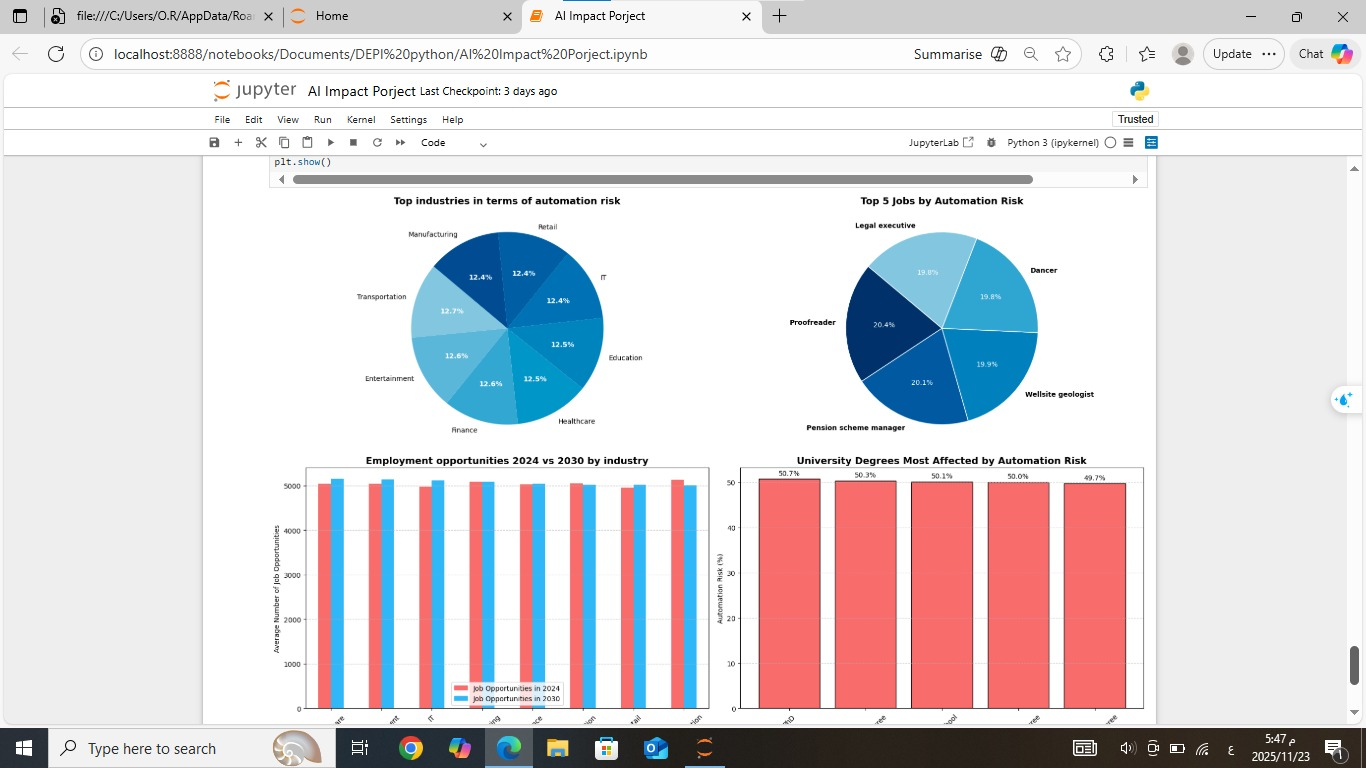 file:///C:/Users/O.R/AppData/Roar
Home
AI Impact Porject
localhost:8888/notebooks/Documents/DEPI%20python/AI%20Impact%20Porject.ipynb
Summarise
Update
Chat
jupyter AI Impact Porject Last Checkpoint: 3 days ago
File Edit View Run Kernel Settings Help
Trusted
Code
JupyterLab
Python 3 (ipykernel)
plt.show()
Top industries in terms of automation risk
Manufacturing
Retail
IT
Education
Healthcare
Finance
Entertainment
Transportation
12.4%
12.4%
12.4%
12.5%
12.5%
12.6%
12.6%
12.7%
Top 5 Jobs by Automation Risk
Legal executive
Dancer
Wellsite geologist
Pension scheme manager
Proofreader
19.8%
19.8%
19.9%
20.1%
20.4%
Employment opportunities 2024 vs 2030 by industry
Average Number of Job Opportunities
5000
4000
3000
2000
1000
0
Job Opportunities in 2024
Job Opportunities in 2030
IT
University Degrees Most Affected by Automation Risk
Automation Risk (%)
50
40
30
20
10
0
50.7%
50.3%
50.1%
50.0%
49.7%
Type here to search
ع
5:47 م
2025/11/23
1